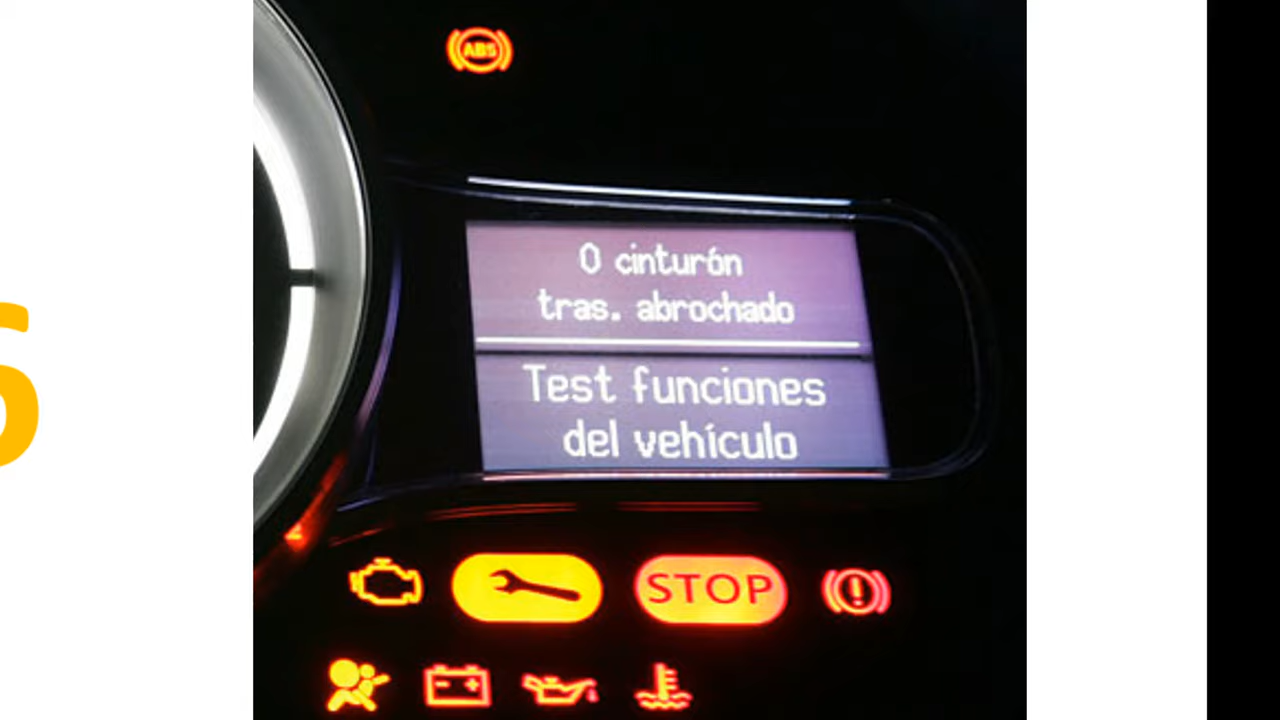 ABS
0 cinturón
tras. abrochado
Test funciones
del vehículo
STOP